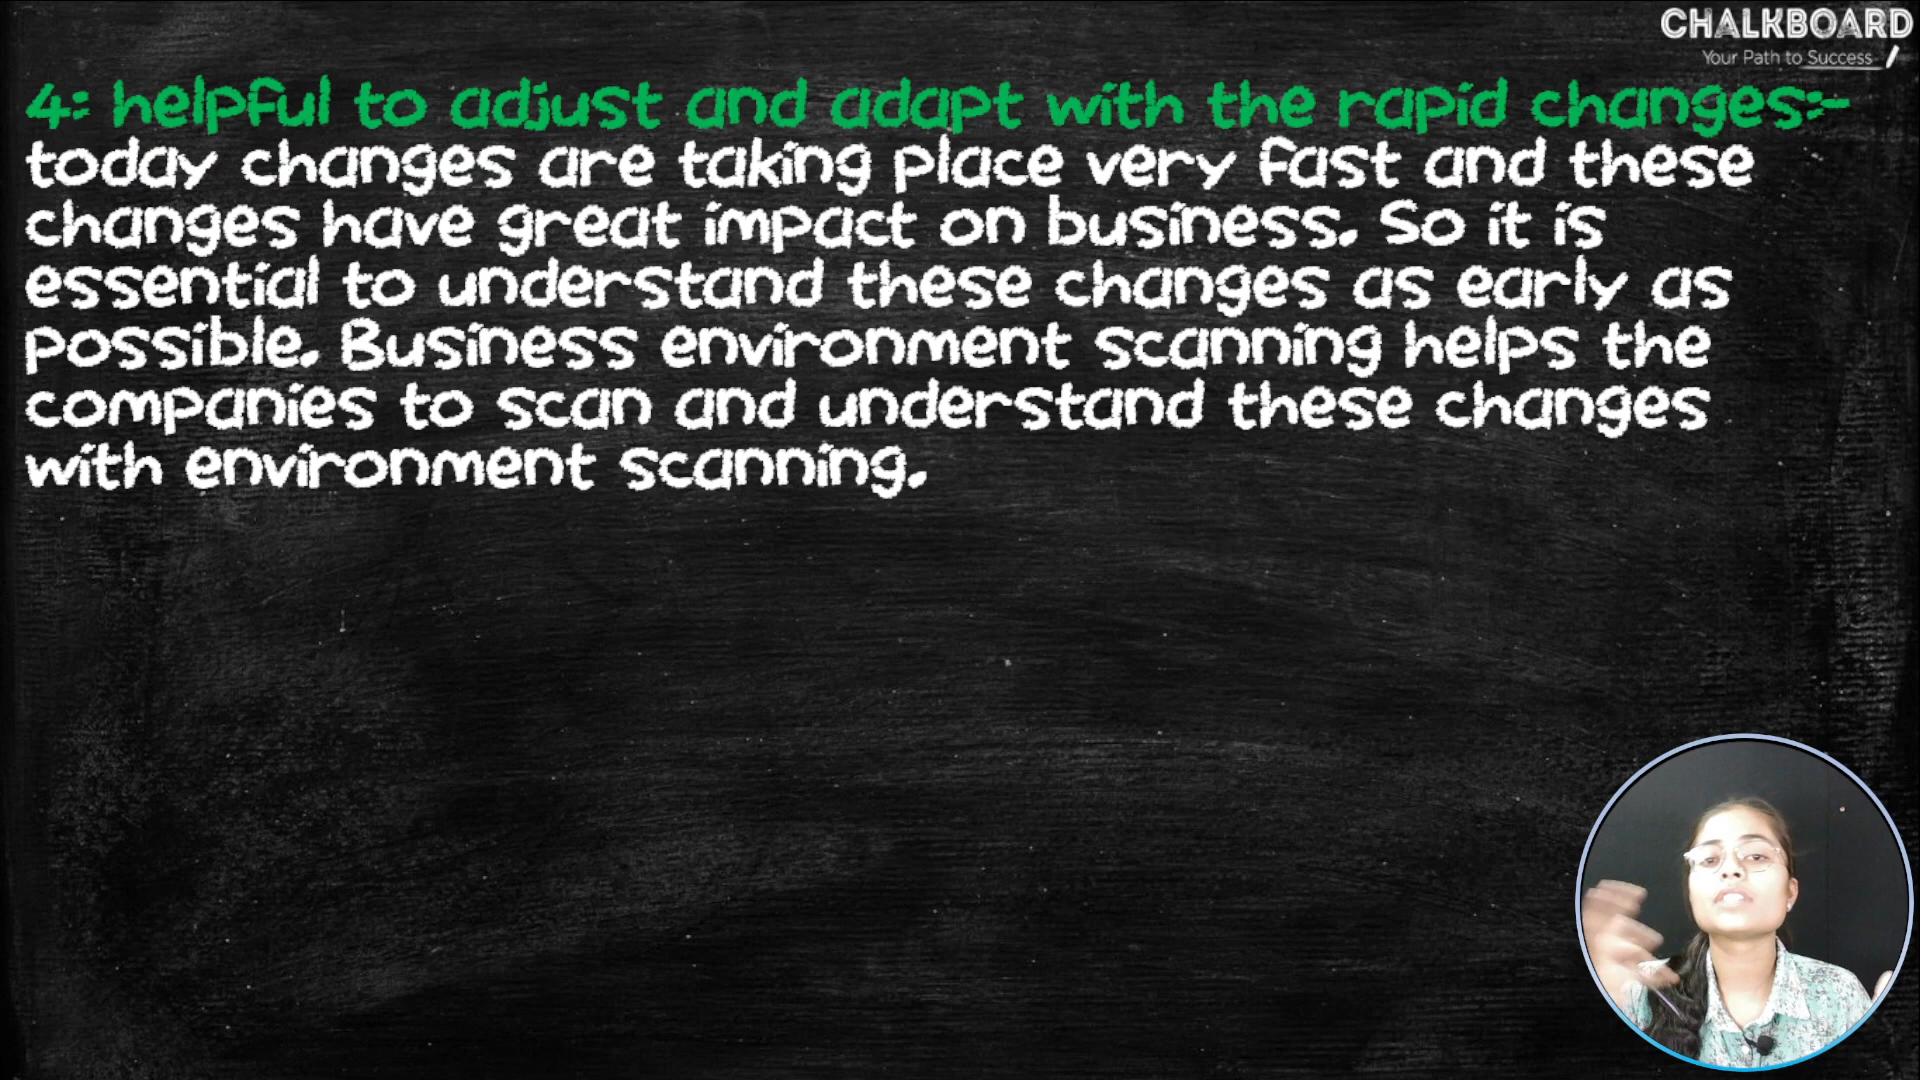 CHALKBOARD
Your Path to Success
4: helpful to adjust and adapt with the rapid changes:-
today changes are taking place very fast and these
changes have great impact on business. So it is
essential to understand these changes as early as
possible. Business environment scanning helps the
companies to scan and understand these changes
with environment scanning.